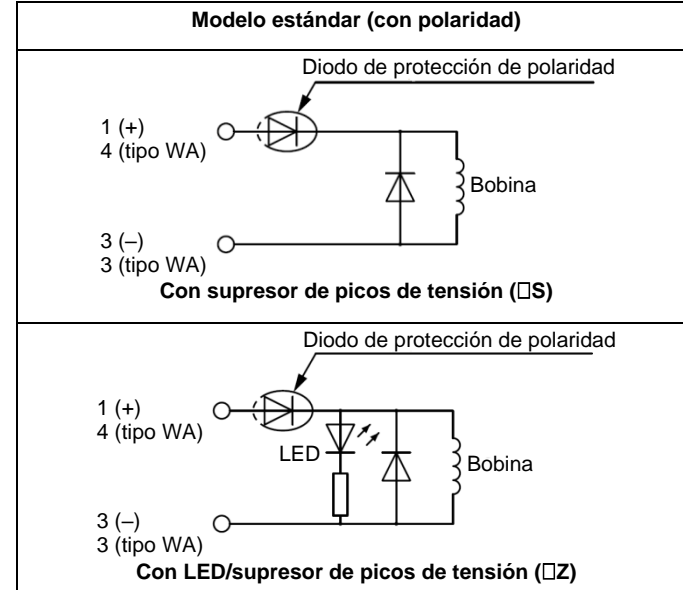 Modelo estándar (con polaridad)
Diodo de protección de polaridad
1 (+)
4 (tipo WA)
Bobina
3 (–)
3 (tipo WA)
Con supresor de picos de tensión (□S)
Diodo de protección de polaridad
1 (+)
4 (tipo WA)
LED
Bobina
3 (–)
3 (tipo WA)
Con LED/supresor de picos de tensión (□Z)